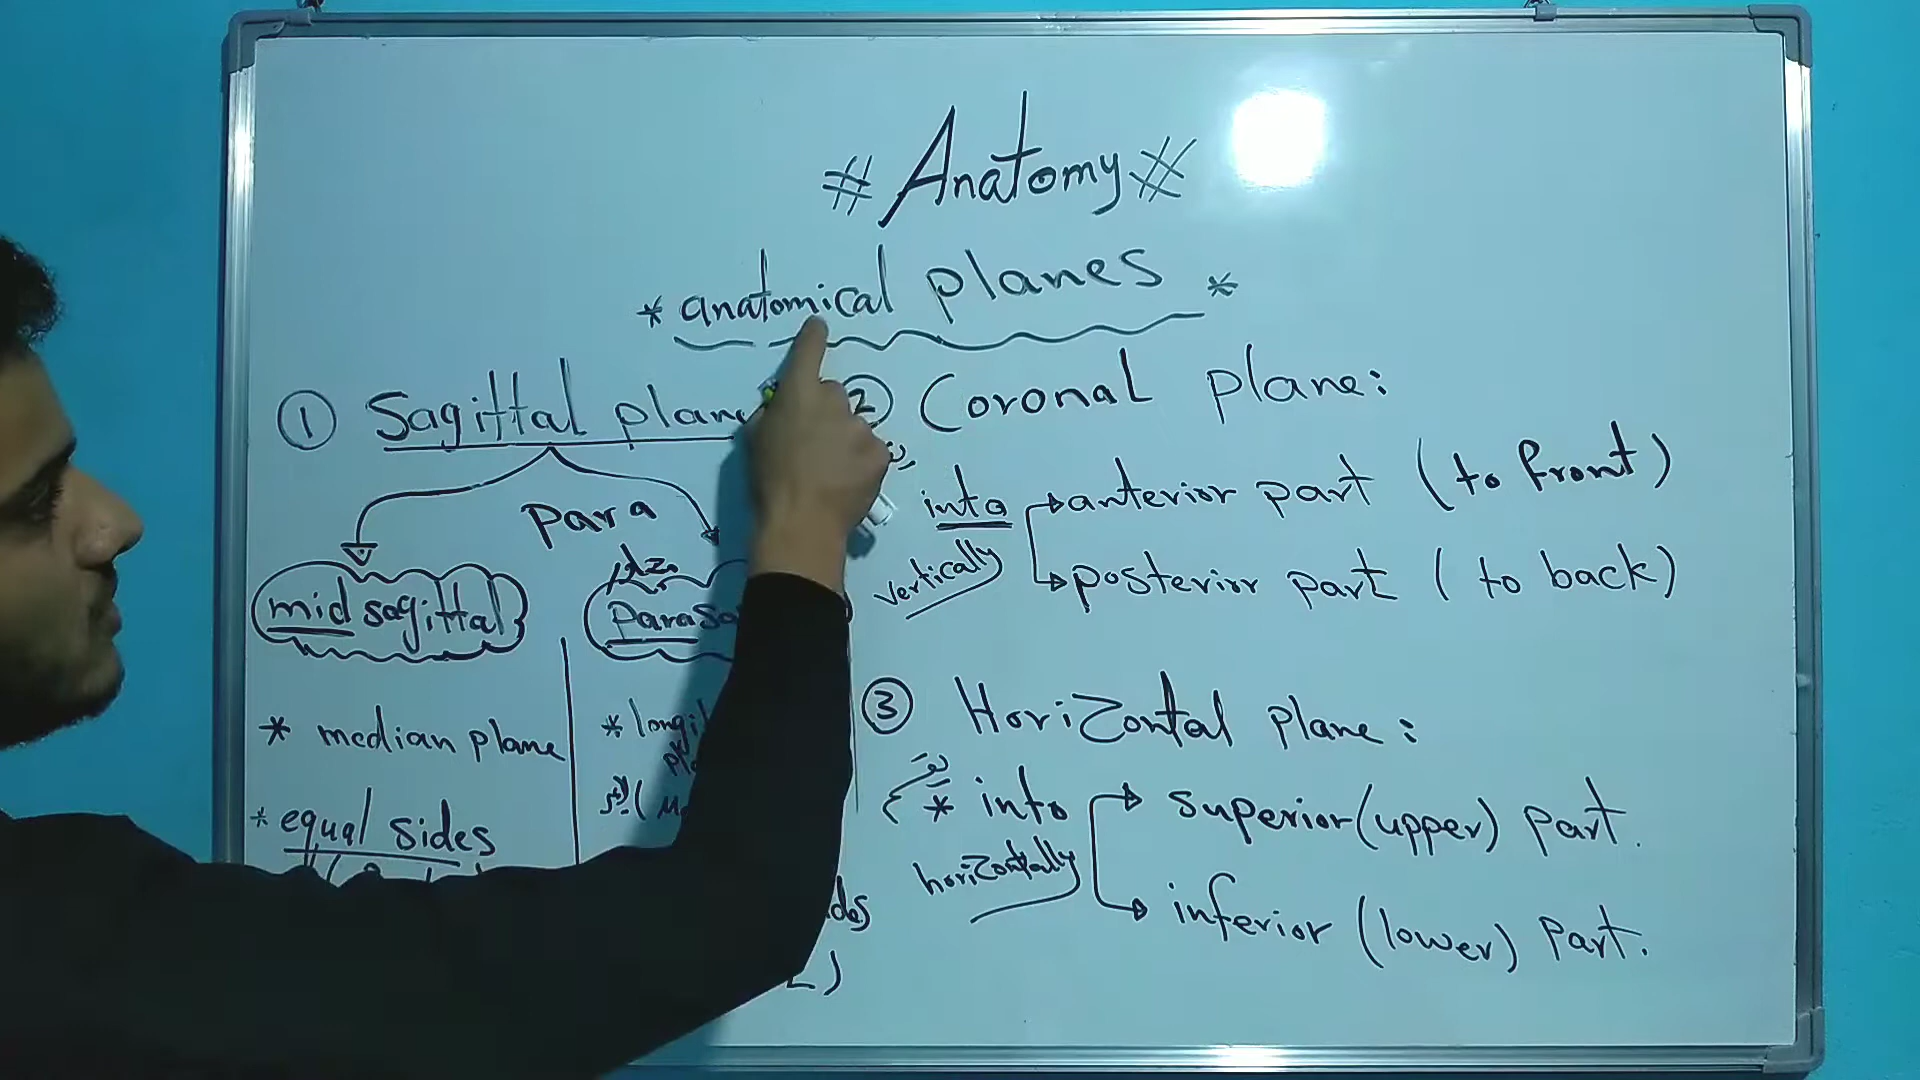 # Anatomy #
* anatomical planes *
① Sagittal plane
para
mid sagittal
* median plane
* equal sides
② Coronal plane:
into
vertically
anterior part (to front)
posterior part (to back)
③ Horizontal plane:
* into
horizontally
superior (upper) part.
inferior (lower) part.